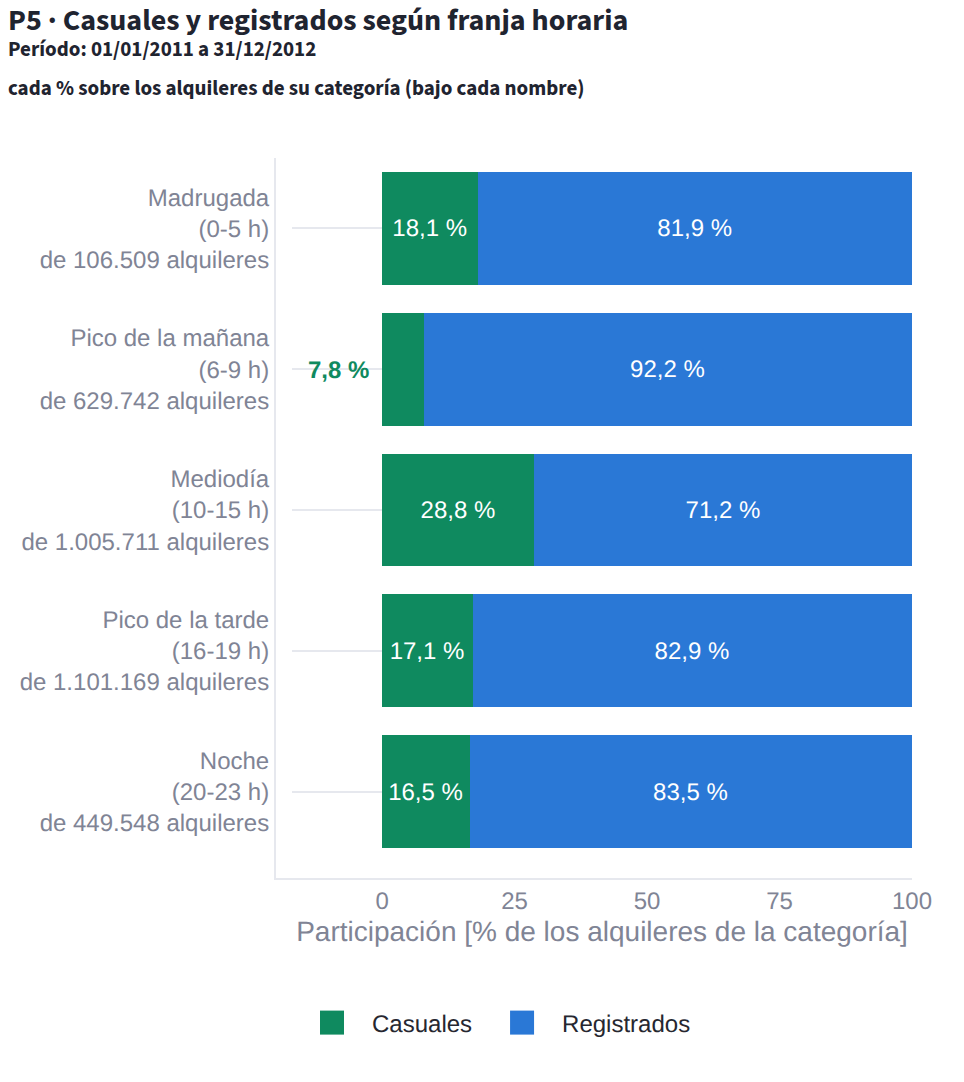 P5 · Casuales y registrados según franja horaria
Período: 01/01/2011 a 31/12/2012
cada % sobre los alquileres de su categoría (bajo cada nombre)
Madrugada
(0-5 h)
de 106.509 alquileres
18,1 %
81,9 %
Pico de la mañana
(6-9 h)
de 629.742 alquileres
7,8 %
92,2 %
Mediodía
(10-15 h)
de 1.005.711 alquileres
28,8 %
71,2 %
Pico de la tarde
(16-19 h)
de 1.101.169 alquileres
17,1 %
82,9 %
Noche
(20-23 h)
de 449.548 alquileres
16,5 %
83,5 %
0 25 50 75 100
Participación [% de los alquileres de la categoría]
Casuales Registrados